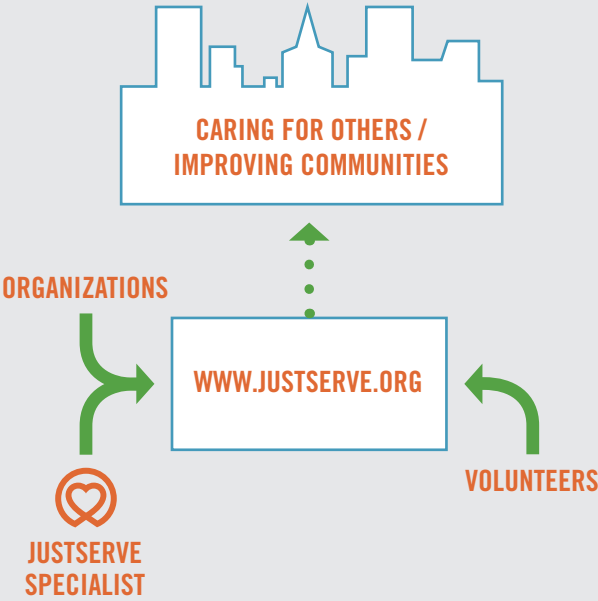 CARING FOR OTHERS /
IMPROVING COMMUNITIES
ORGANIZATIONS
WWW.JUSTSERVE.ORG
VOLUNTEERS
JUSTSERVE
SPECIALIST